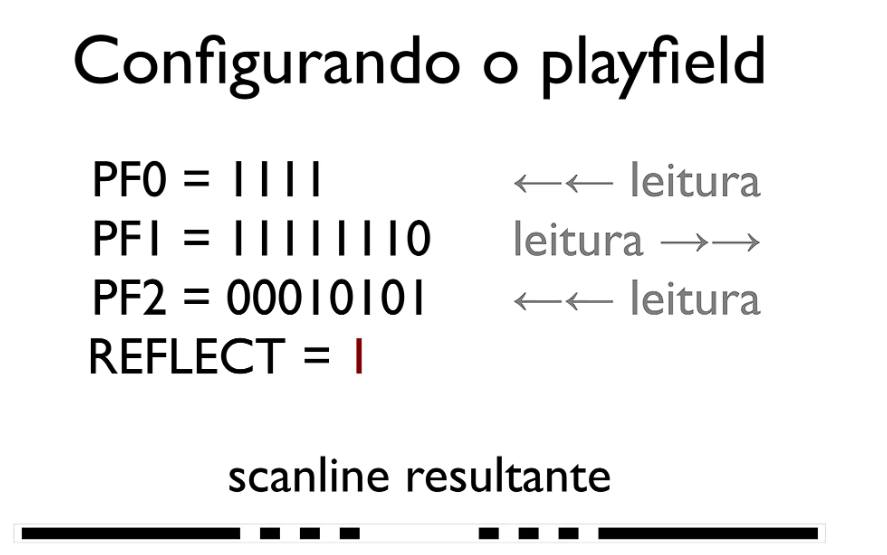 Configurando o playfield
PF0 = 1111 ←← leitura
PF1 = 11111110 leitura →→
PF2 = 00010101 ←← leitura
REFLECT = 1
scanline resultante